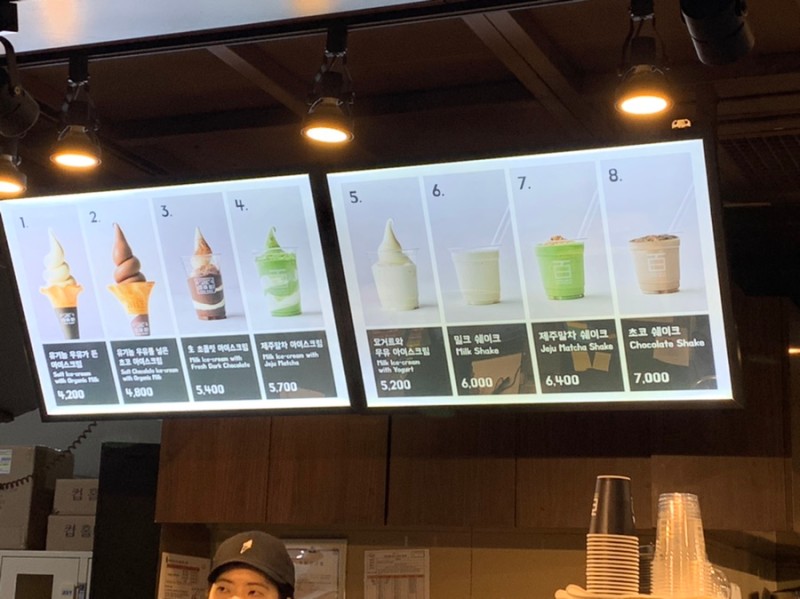 1.
유기농 우유가 든
아이스크림
Soft Ice-cream
with Organic Milk
4,200
2.
유기농 우유를 넣은
초코 아이스크림
Soft Chocolate Ice-cream
with Organic Milk
4,800
3.
아이스크림
Milk Ice-cream with
Fresh Dark Chocolate
5,400
4.
제주말차 아이스크림
Milk Ice-cream with
Jeju Matcha
5,700
5.
요거트와
우유 아이스크림
Milk Ice-cream
with Yogurt
5,200
6.
밀크 쉐이크
Milk Shake
6,000
7.
제주말차 쉐이크
Jeju Matcha Shake
6,400
8.
초코 쉐이크
Chocolate Shake
7,000
컵 홀
컵 홀